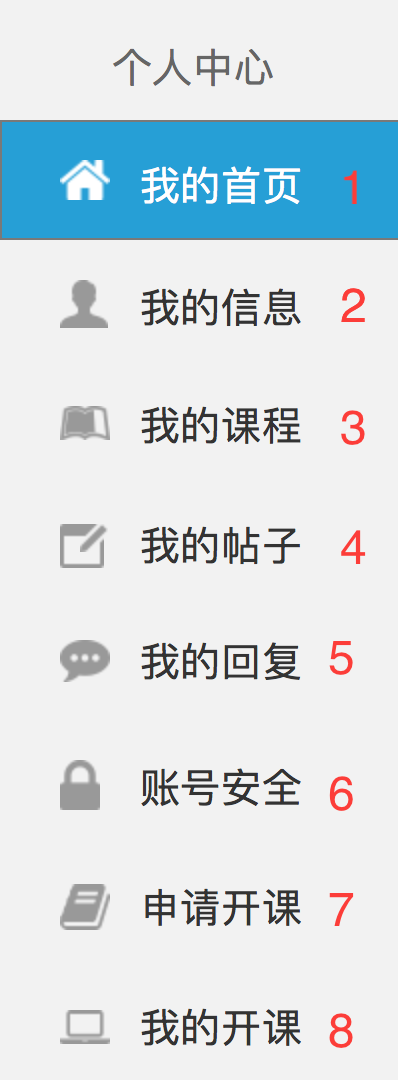 个人中心
我的首页 1
我的信息 2
我的课程 3
我的帖子 4
我的回复 5
账号安全 6
申请开课 7
我的开课 8